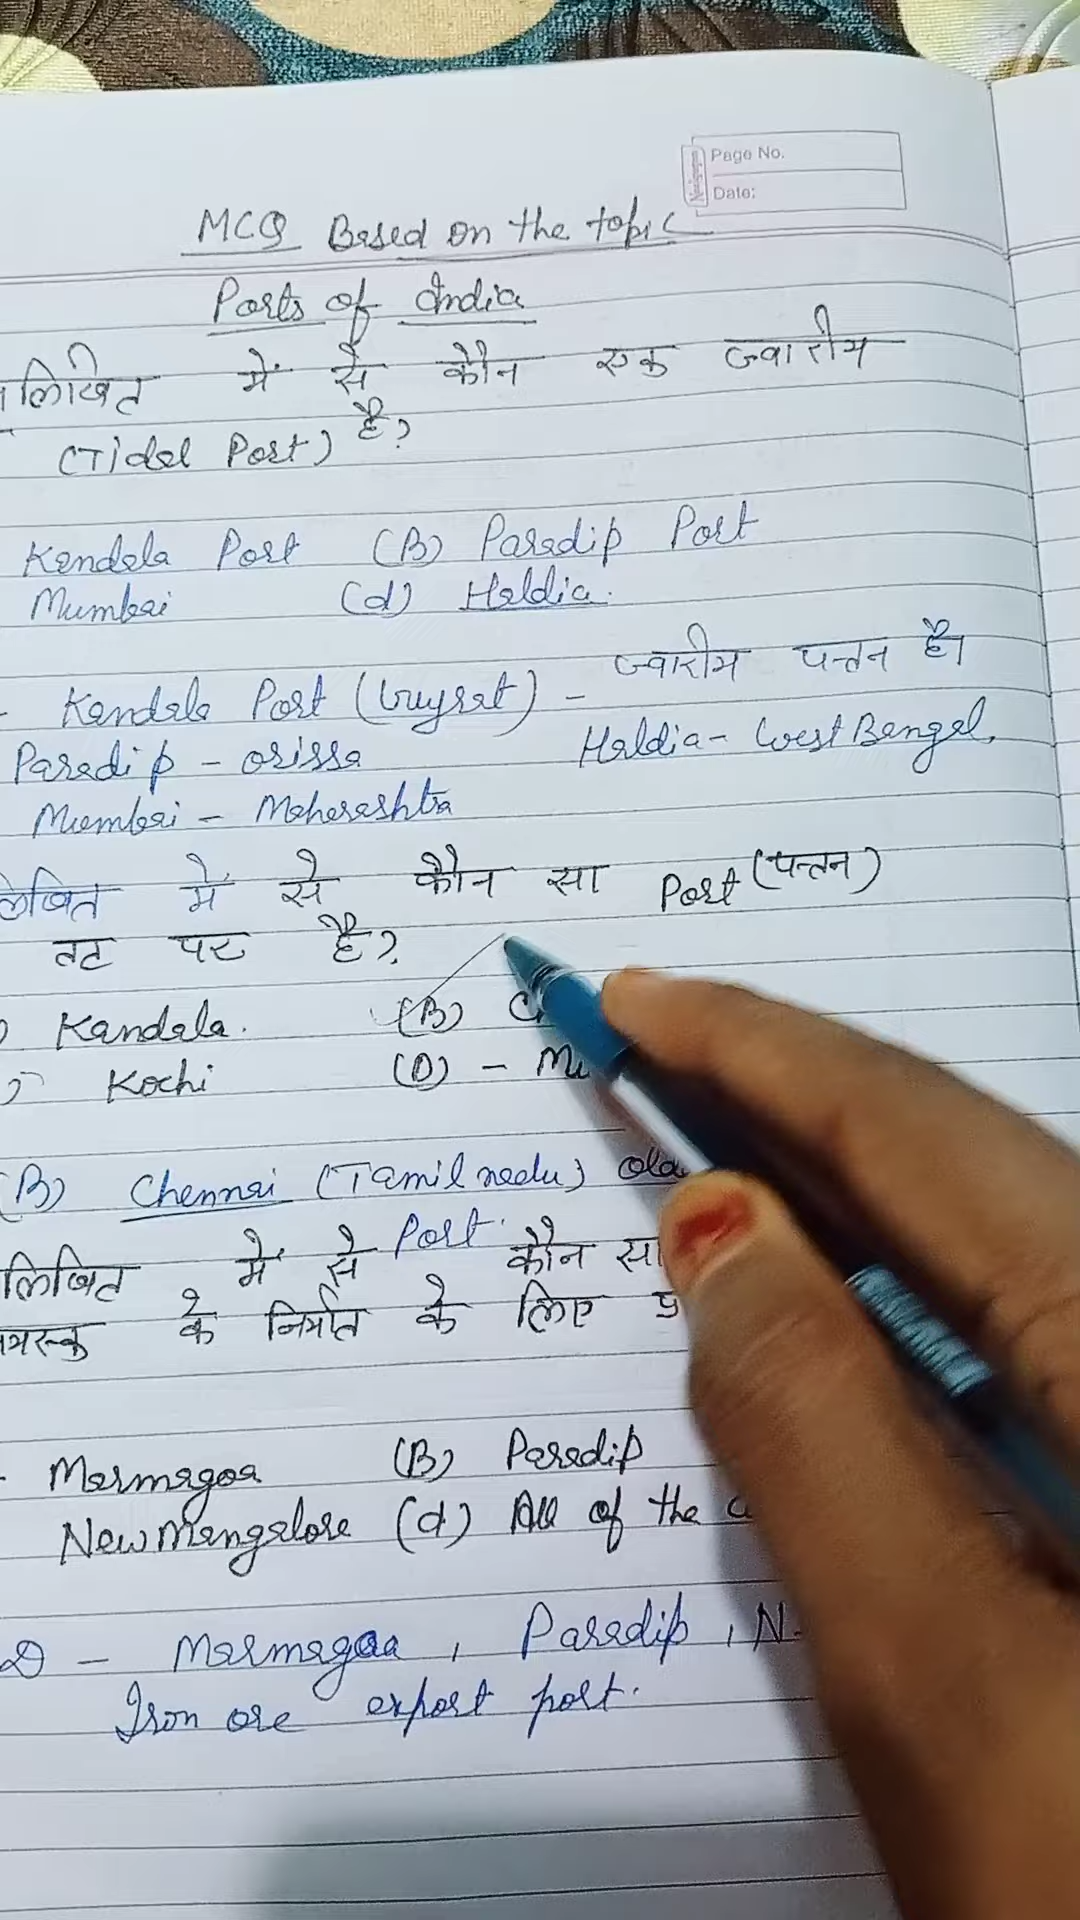 Page No.
Date:
MCQ Based on the topic
Ports of India
लिखित में से कौन एक ज्वारीय
(Tidal Port) है?
Kandala Port (B) Paradip Port
Mumbai (d) Haldia.
- Kandala Port (Gujrat) - ज्वारीय पत्तन है।
Paradip - orissa Haldia - West Bengal,
Mumbai - Maharashtra
लिखित में से कौन सा Port (पत्तन)
तट पर है?
Kandala. (B)
Kochi (D) -
(B) Chennai (Tamil nadu)
Port.
लिखित में से कौन सा
के निर्यात के लिए
- Marmagoa (B) Paradip
New Mangalore (d) All of the
D - Marmagaa, Paradip, N.
Iron ore export port.